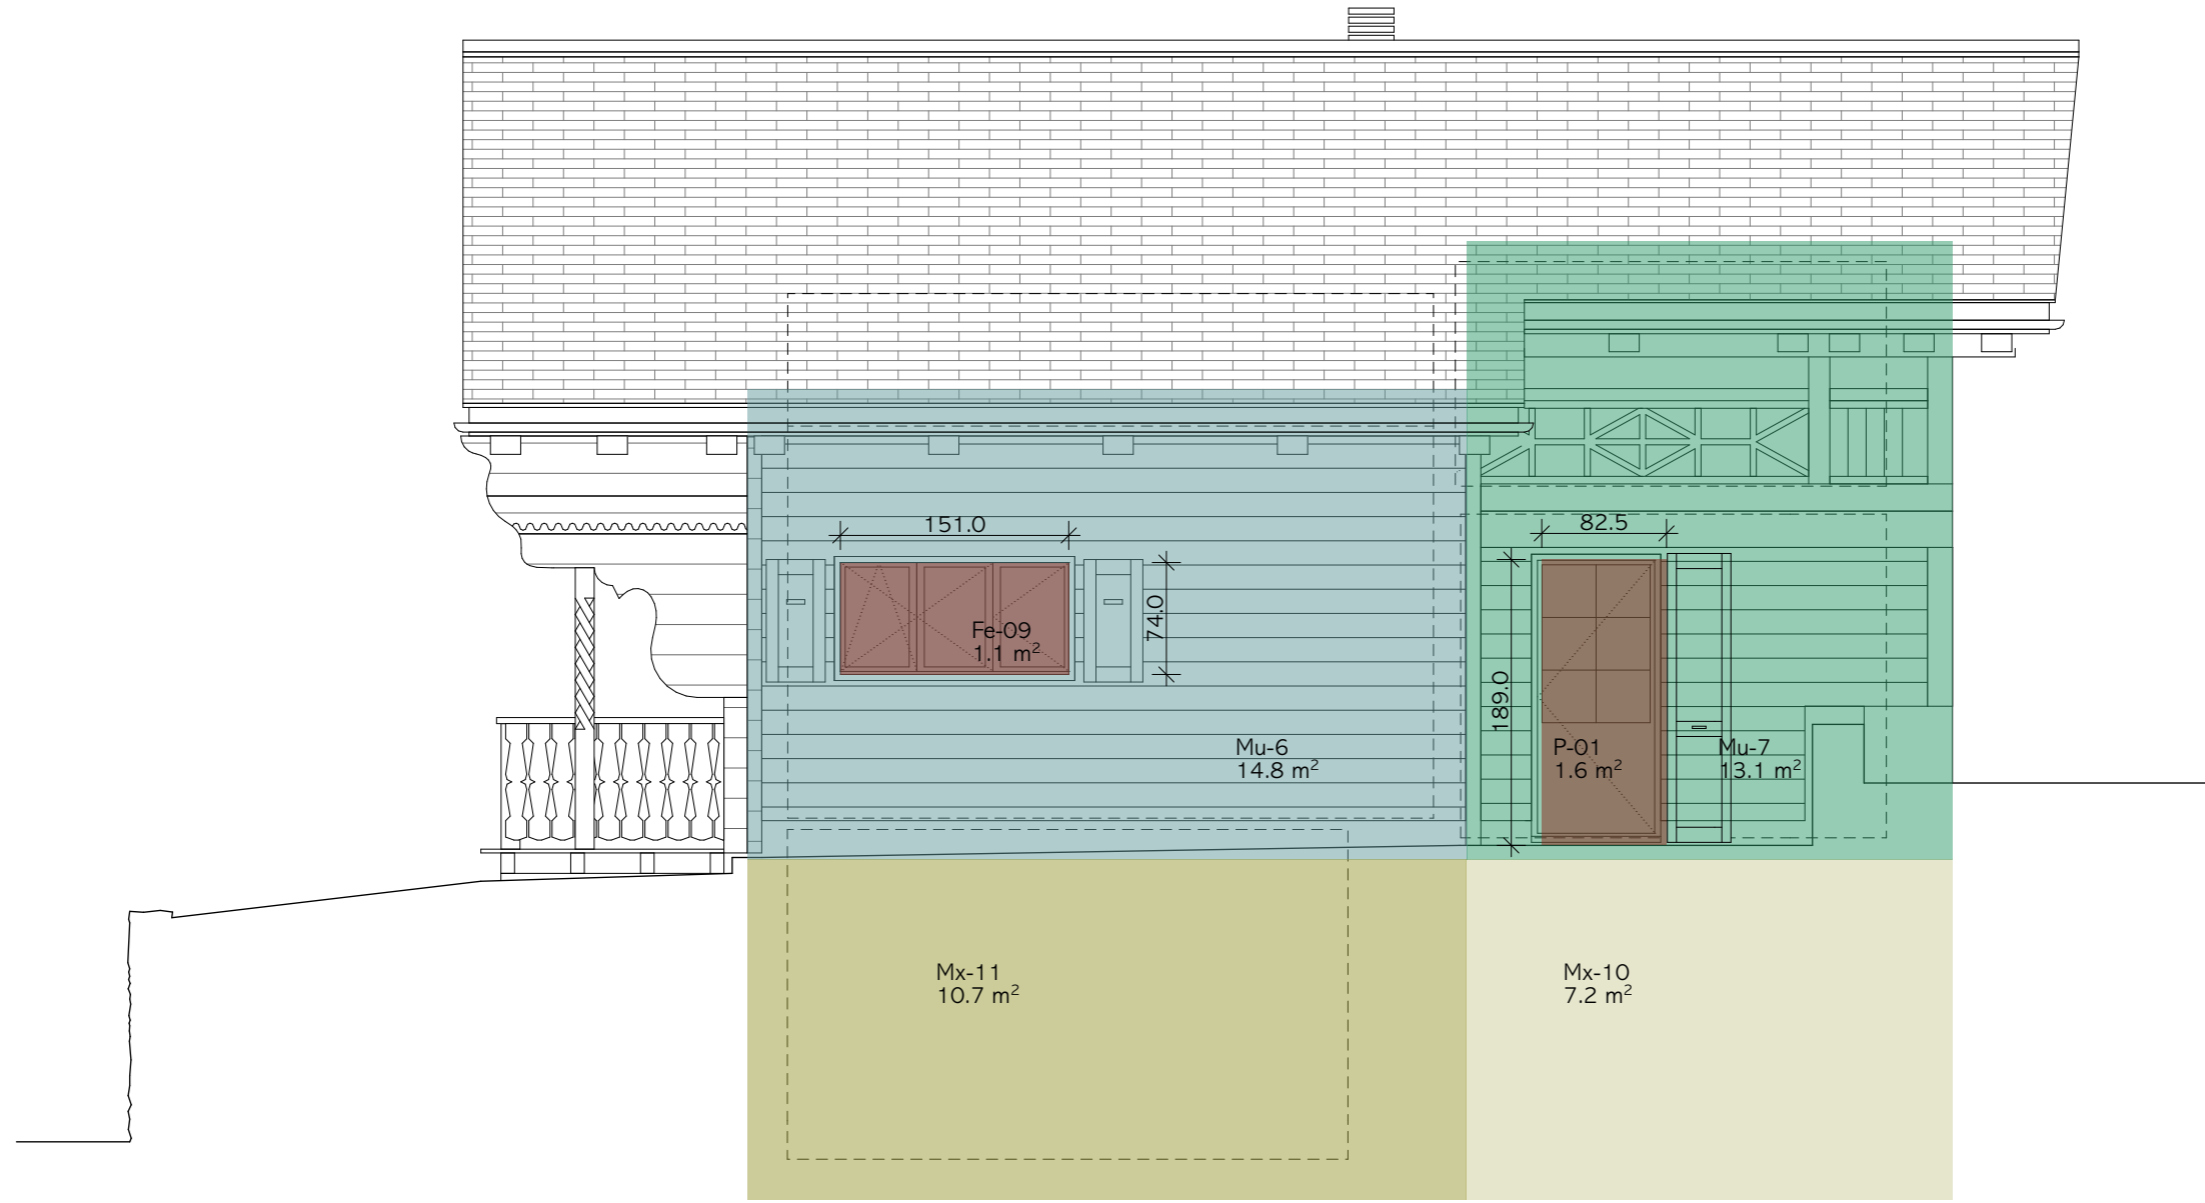 151.0
82.5
74.0
Fe-09
1.1 m²
189.0
Mu-6
14.8 m²
P-01
1.6 m²
Mu-7
13.1 m²
Mx-11
10.7 m²
Mx-10
7.2 m²